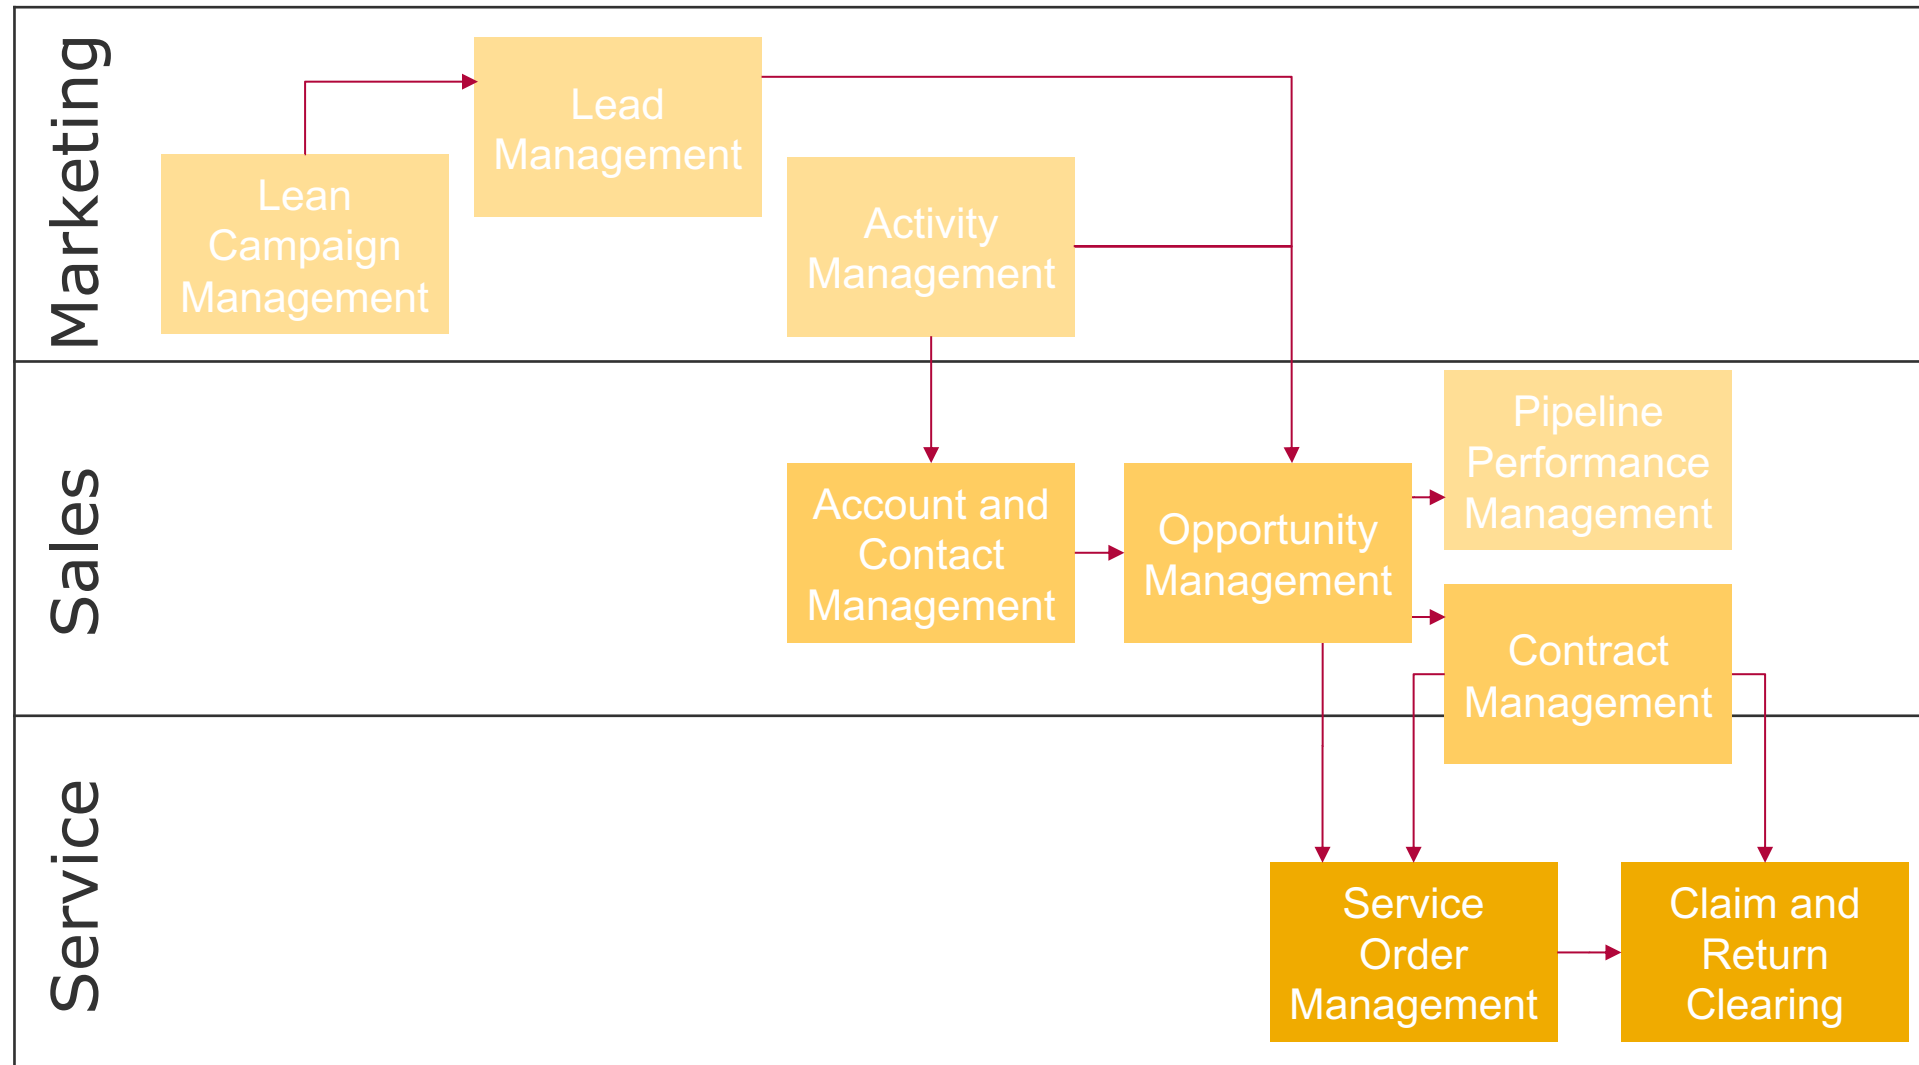 Marketing
Lean
Campaign
Management
Lead
Management
Activity
Management
Sales
Account and
Contact
Management
Opportunity
Management
Pipeline
Performance
Management
Contract
Management
Service
Service
Order
Management
Claim and
Return
Clearing